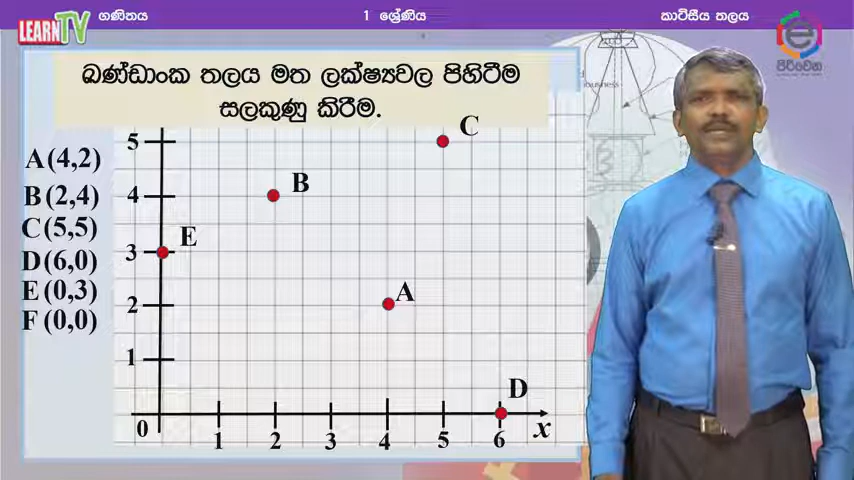 ගණිතය
1 ශ්‍රේණිය
කාටිසීය තලය
LEARN TV
e
පිරිවෙන
business
ඛණ්ඩාංක තලය මත ලක්ෂ්‍යවල පිහිටීම
සලකුණු කිරීම.
A(4,2)
B(2,4)
C(5,5)
D(6,0)
E(0,3)
F(0,0)
5
C
4
B
3
E
2
A
1
D
0 1 2 3 4 5 6 x